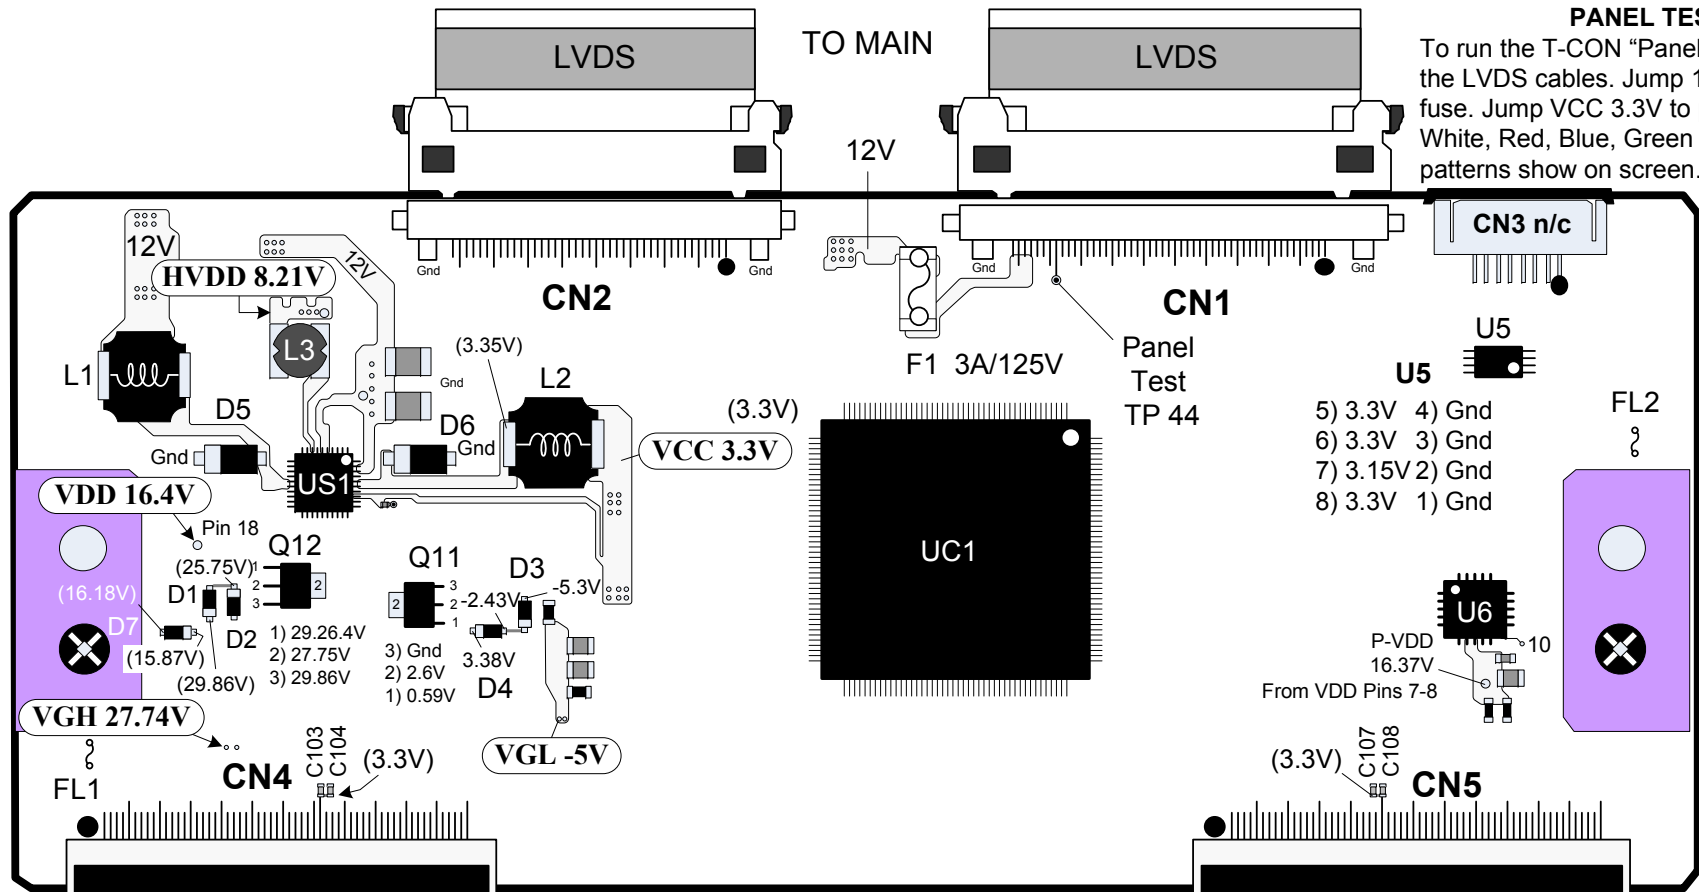 PANEL TES
To run the T-CON “Panel
the LVDS cables. Jump 1
fuse. Jump VCC 3.3V to
White, Red, Blue, Green
patterns show on screen.
LVDS
TO MAIN
LVDS
12V
12V
12V
HVDD 8.21V
Gnd
Gnd
Gnd
Gnd
CN3 n/c
CN2
CN1
L3
(3.35V)
Gnd
L1
L2
F1 3A/125V
Panel
Test
TP 44
U5
U5
5) 3.3V 4) Gnd
6) 3.3V 3) Gnd
7) 3.15V 2) Gnd
8) 3.3V 1) Gnd
FL2
D5
D6
(3.3V)
Gnd
Gnd
VCC 3.3V
US1
VDD 16.4V
Pin 18
UC1
Q12
Q11
D3
(25.75V)
1
2
3
2
2
3
2
1
-5.3V
-2.43V
(16.18V)
D1
D7
D2
(15.87V)
(29.86V)
1) 29.26.4V
2) 27.75V
3) 29.86V
3) Gnd
2) 2.6V
1) 0.59V
3.38V
D4
U6
P-VDD
16.37V
10
From VDD Pins 7-8
VGH 27.74V
VGL -5V
C103
C104
(3.3V)
CN4
FL1
(3.3V)
C107
C108
CN5